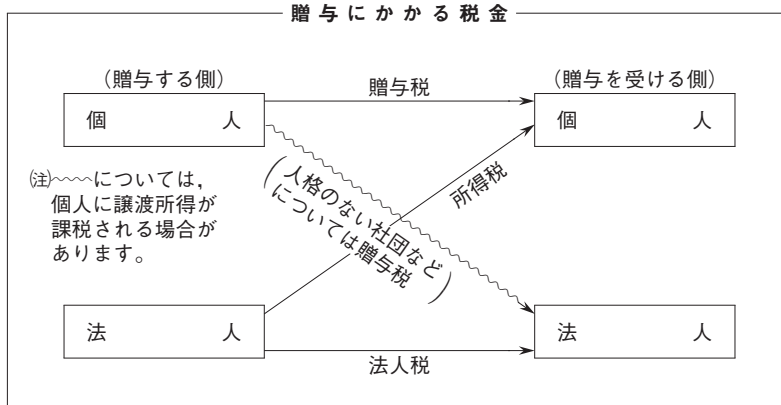 贈与にかかる税金
（贈与する側）
（贈与を受ける側）
贈与税
個　人
個　人
㊟〰〰については，
個人に譲渡所得が
課税される場合が
あります。
（人格のない社団など
については贈与税）
所得税
法　人
法　人
法人税